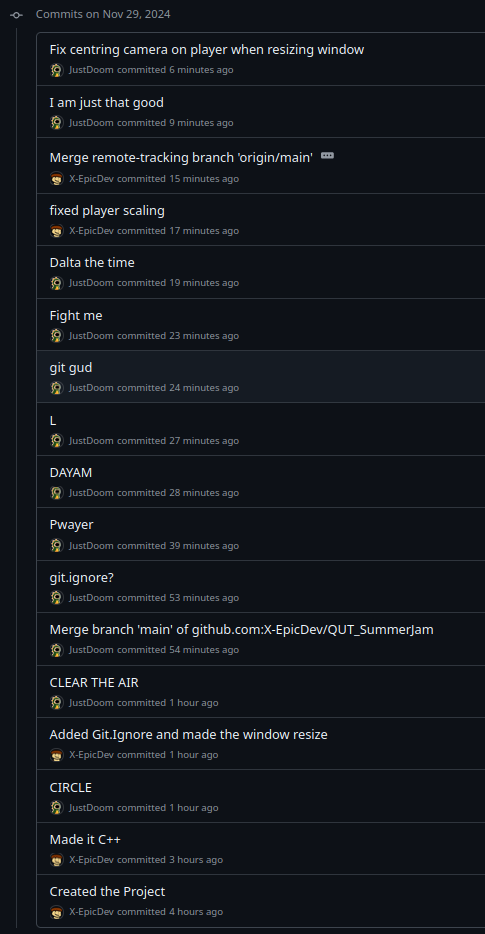 Commits on Nov 29, 2024
Fix centring camera on player when resizing window
JustDoom committed 6 minutes ago
I am just that good
JustDoom committed 9 minutes ago
Merge remote-tracking branch 'origin/main'
X-EpicDev committed 15 minutes ago
fixed player scaling
X-EpicDev committed 17 minutes ago
Dalta the time
JustDoom committed 19 minutes ago
Fight me
JustDoom committed 23 minutes ago
git gud
JustDoom committed 24 minutes ago
L
JustDoom committed 27 minutes ago
DAYAM
JustDoom committed 28 minutes ago
Pwayer
JustDoom committed 39 minutes ago
git.ignore?
JustDoom committed 53 minutes ago
Merge branch 'main' of github.com:X-EpicDev/QUT_SummerJam
JustDoom committed 54 minutes ago
CLEAR THE AIR
JustDoom committed 1 hour ago
Added Git.Ignore and made the window resize
X-EpicDev committed 1 hour ago
CIRCLE
JustDoom committed 1 hour ago
Made it C++
X-EpicDev committed 3 hours ago
Created the Project
X-EpicDev committed 4 hours ago